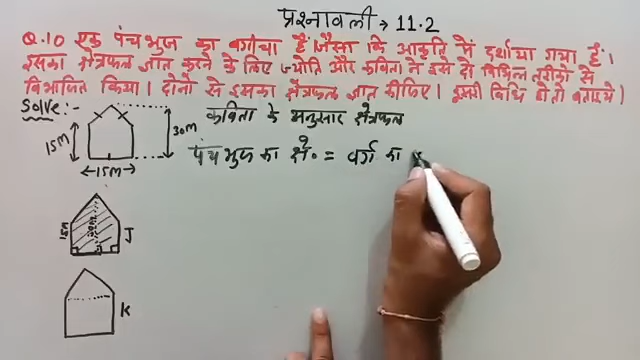 प्रश्नावली → 11.2
Q.10 एक पंचभुज का बगीचा है जैसा कि आकृति में दर्शाया गया है।
इसका क्षेत्रफल ज्ञात करने के लिए ज्योति और कविता ने इसे दो विभिन्न तरीकों से
विभाजित किया। दोनों से इसका क्षेत्रफल ज्ञात कीजिए। दूसरी विधि हो तो बताइये)
Solve:-
कविता के अनुसार क्षेत्रफल
15M
30M
←15M→
पंचभुज का क्षे० = वर्ग का
15M
J
K